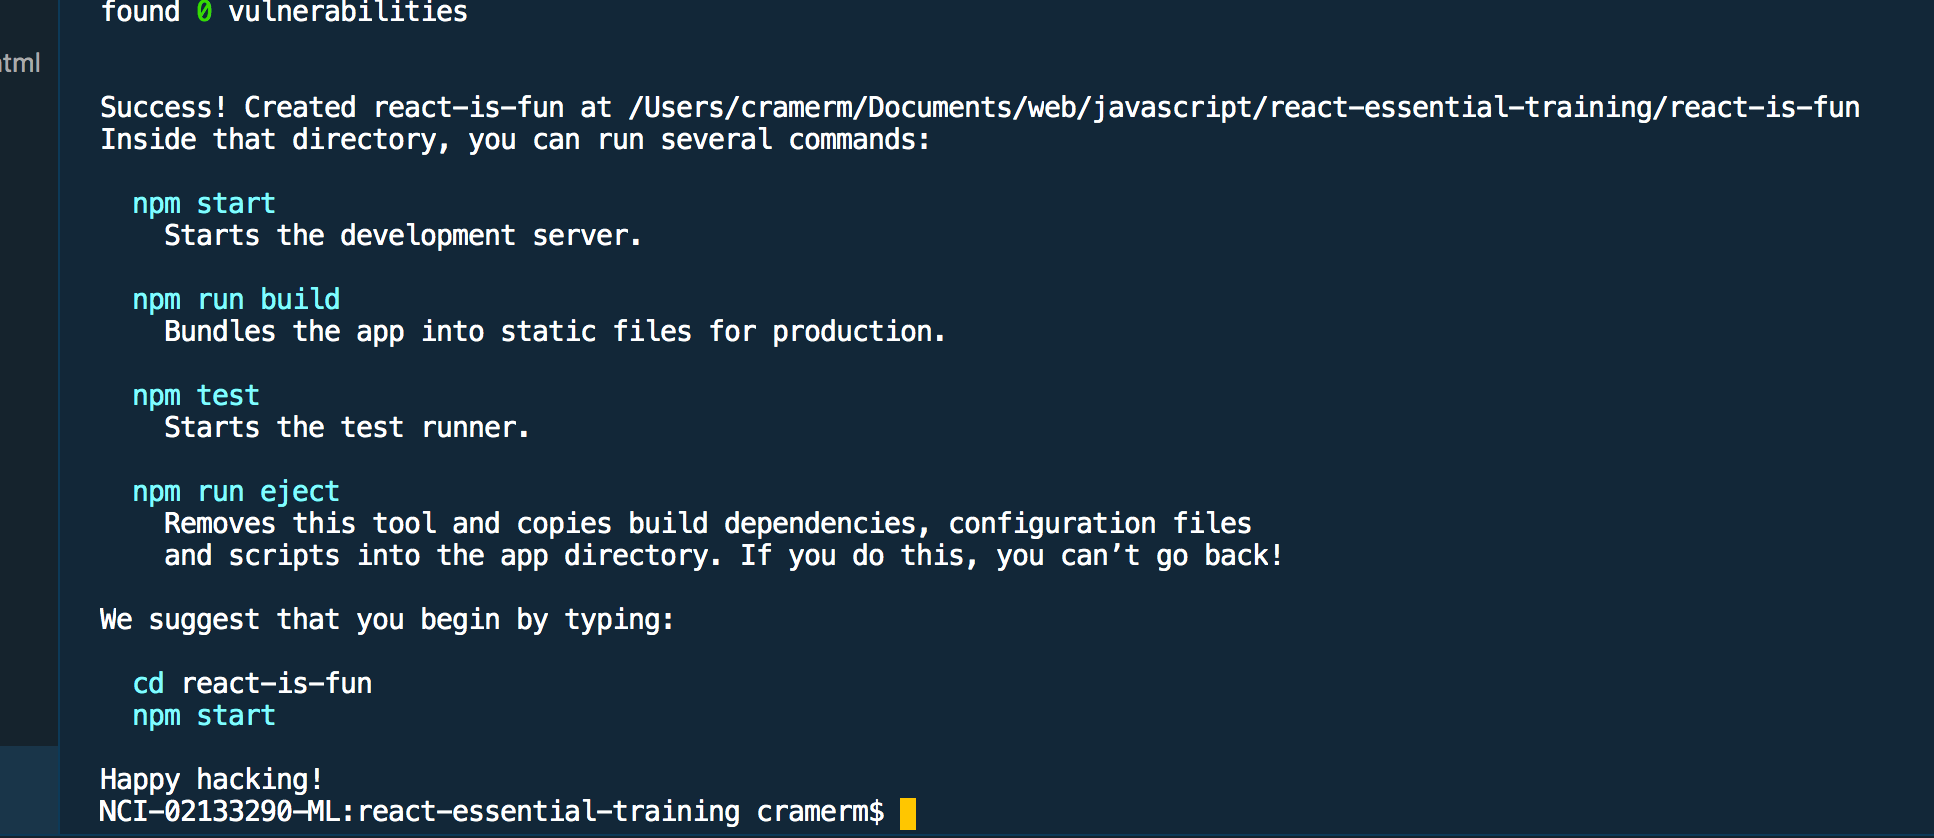 found 0 vulnerabilities
html
Success! Created react-is-fun at /Users/cramerm/Documents/web/javascript/react-essential-training/react-is-fun
Inside that directory, you can run several commands:
npm start
Starts the development server.
npm run build
Bundles the app into static files for production.
npm test
Starts the test runner.
npm run eject
Removes this tool and copies build dependencies, configuration files
and scripts into the app directory. If you do this, you can’t go back!
We suggest that you begin by typing:
cd react-is-fun
npm start
Happy hacking!
NCI-02133290-ML:react-essential-training cramerm$